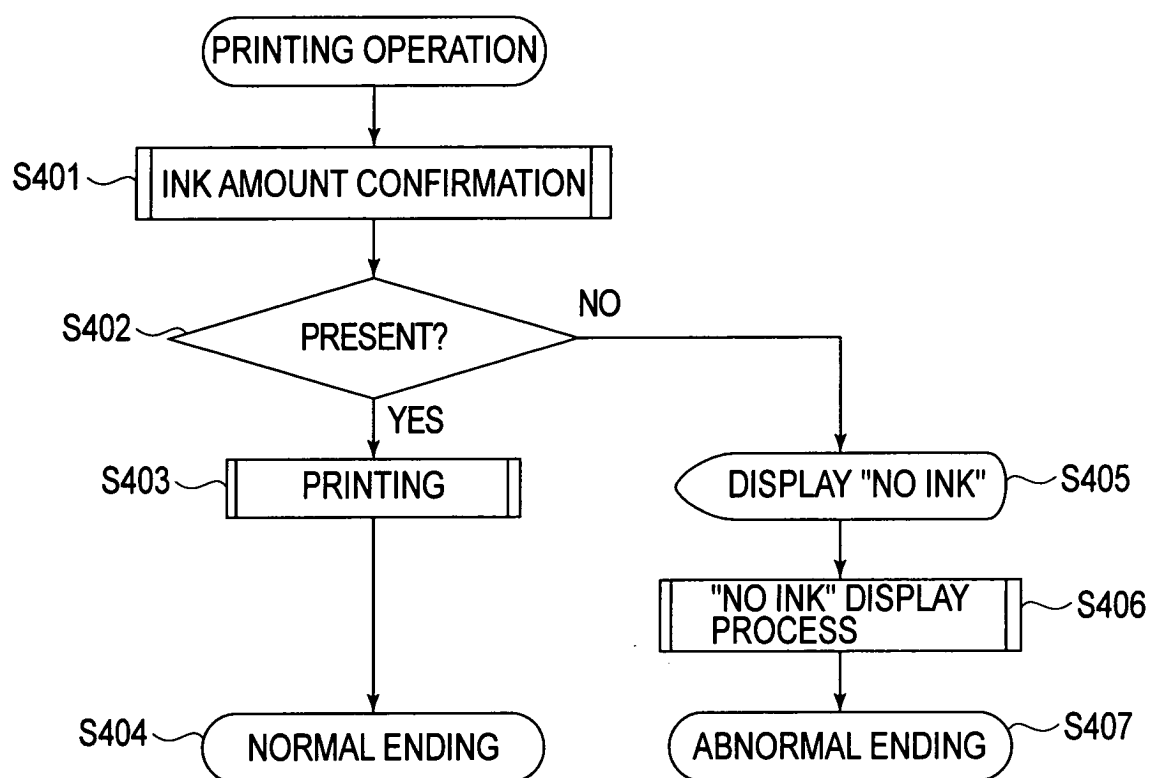 PRINTING OPERATION
S401
INK AMOUNT CONFIRMATION
S402
PRESENT?
NO
YES
S403
PRINTING
DISPLAY "NO INK"
S405
"NO INK" DISPLAY
PROCESS
S406
S404
NORMAL ENDING
ABNORMAL ENDING
S407